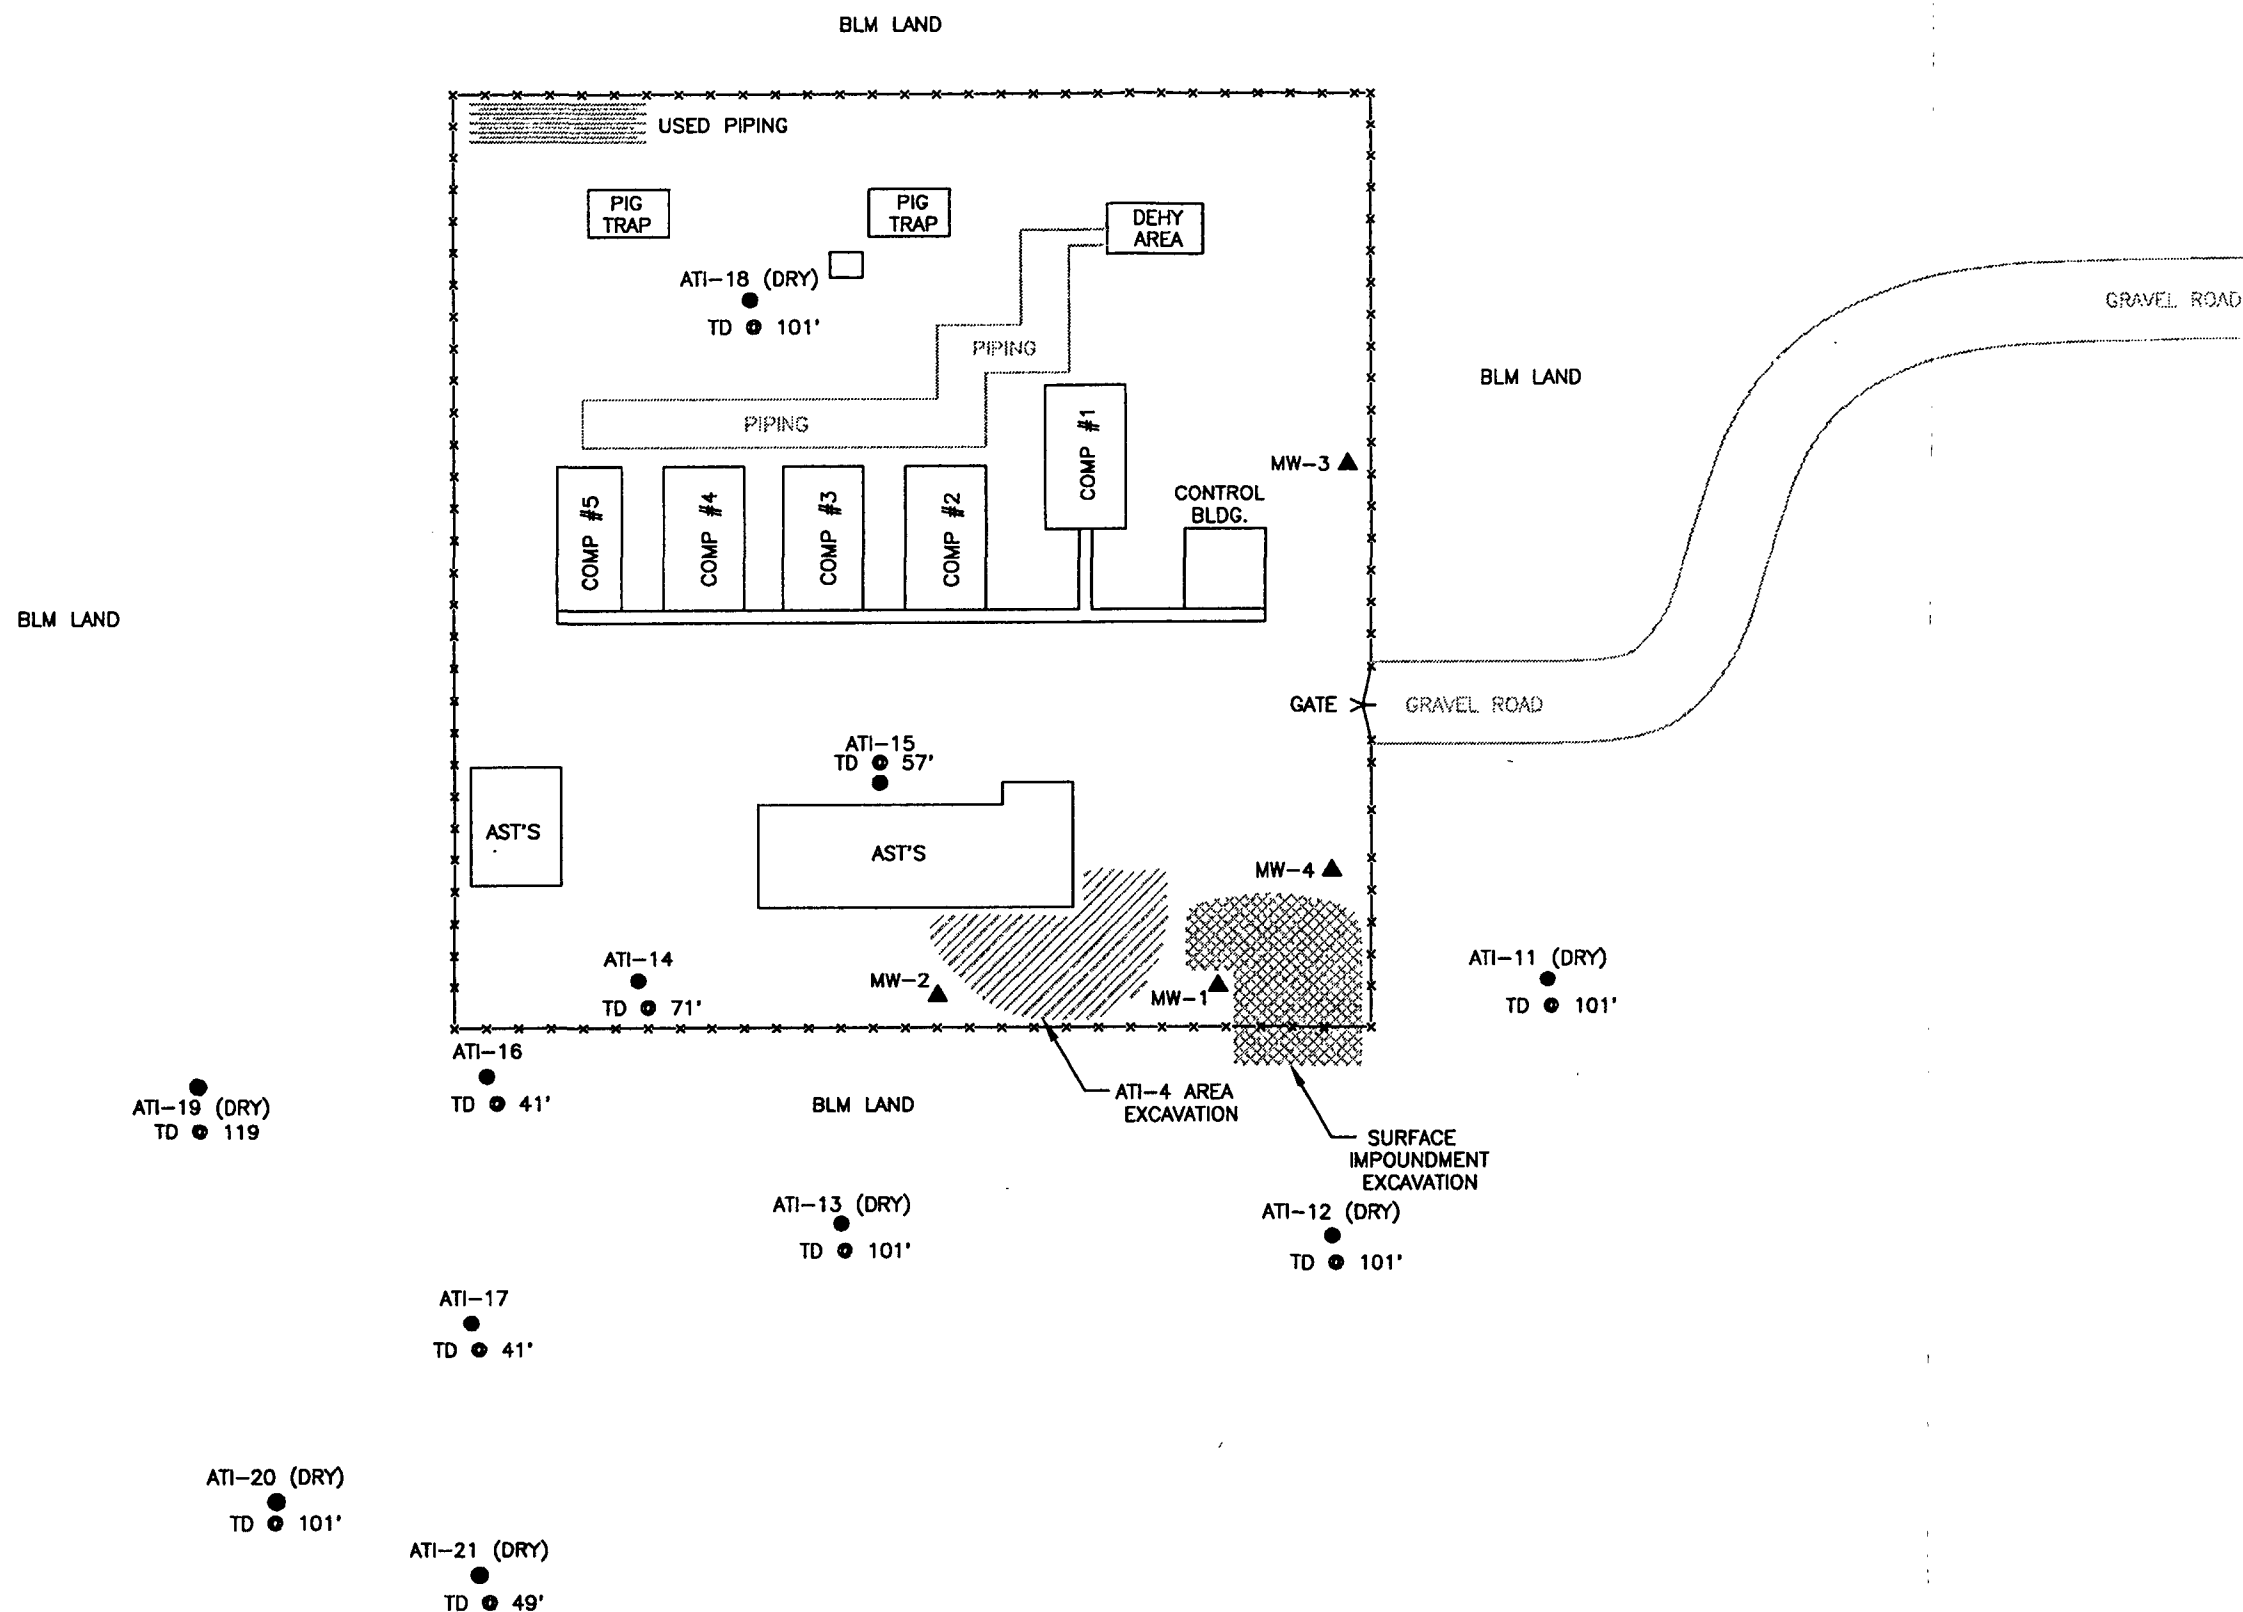 BLM LAND
USED PIPING
PIG
TRAP
PIG
TRAP
DEHY
AREA
ATI-18 (DRY)
TD @ 101'
GRAVEL ROAD
PIPING
BLM LAND
PIPING
COMP #1
MW-3
CONTROL
BLDG.
COMP #5
COMP #4
COMP #3
COMP #2
BLM LAND
GATE
GRAVEL ROAD
ATI-15
TD @ 57'
AST'S
AST'S
MW-4
ATI-14
TD @ 71'
MW-2
MW-1
ATI-11 (DRY)
TD @ 101'
ATI-16
TD @ 41'
ATI-19 (DRY)
TD @ 119
BLM LAND
ATI-4 AREA
EXCAVATION
SURFACE
IMPOUNDMENT
EXCAVATION
ATI-13 (DRY)
TD @ 101'
ATI-12 (DRY)
TD @ 101'
ATI-17
TD @ 41'
ATI-20 (DRY)
TD @ 101'
ATI-21 (DRY)
TD @ 49'